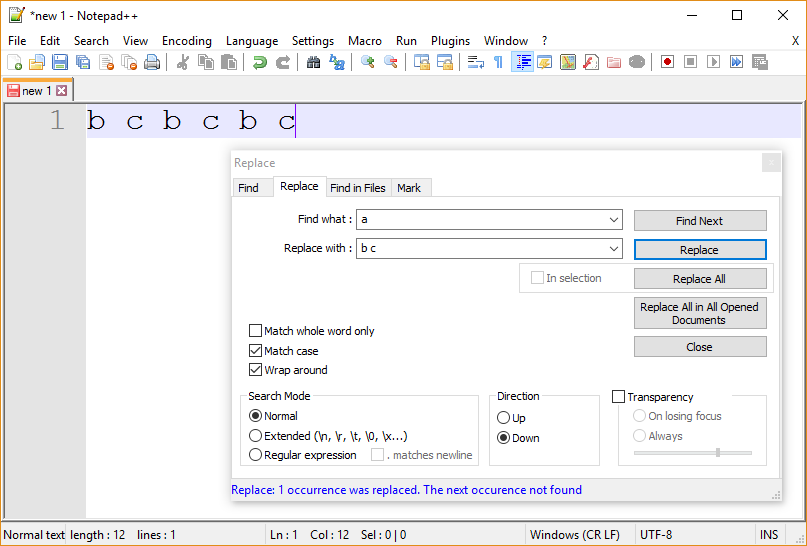 *new 1 - Notepad++
File Edit Search View Encoding Language Settings Macro Run Plugins Window ? X
new 1
1 b c b c b c
Replace
Find Replace Find in Files Mark
Find what : a Find Next
Replace with : b c Replace
In selection Replace All
Replace All in All Opened
Documents
Match whole word only
Match case Close
Wrap around
Search Mode Direction Transparency
Normal Up On losing focus
Extended (\n, \r, \t, \0, \x...) Down Always
Regular expression . matches newline
Replace: 1 occurrence was replaced. The next occurence not found
Normal text length : 12 lines : 1 Ln : 1 Col : 12 Sel : 0 | 0 Windows (CR LF) UTF-8 INS